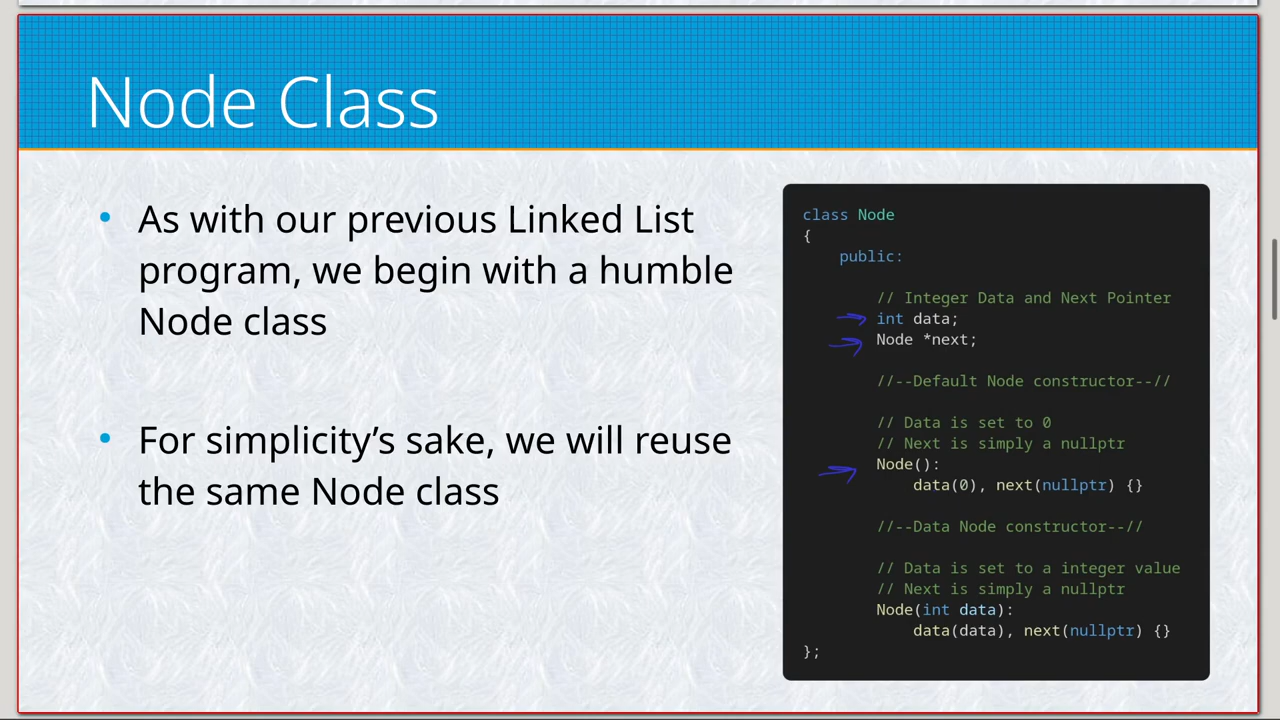 Node Class
• As with our previous Linked List
program, we begin with a humble
Node class
• For simplicity’s sake, we will reuse
the same Node class
class Node
{
    public:
        // Integer Data and Next Pointer
        int data;
        Node *next;
        //--Default Node constructor--//
        // Data is set to 0
        // Next is simply a nullptr
        Node():
            data(0), next(nullptr) {}
        //--Data Node constructor--//
        // Data is set to a integer value
        // Next is simply a nullptr
        Node(int data):
            data(data), next(nullptr) {}
};